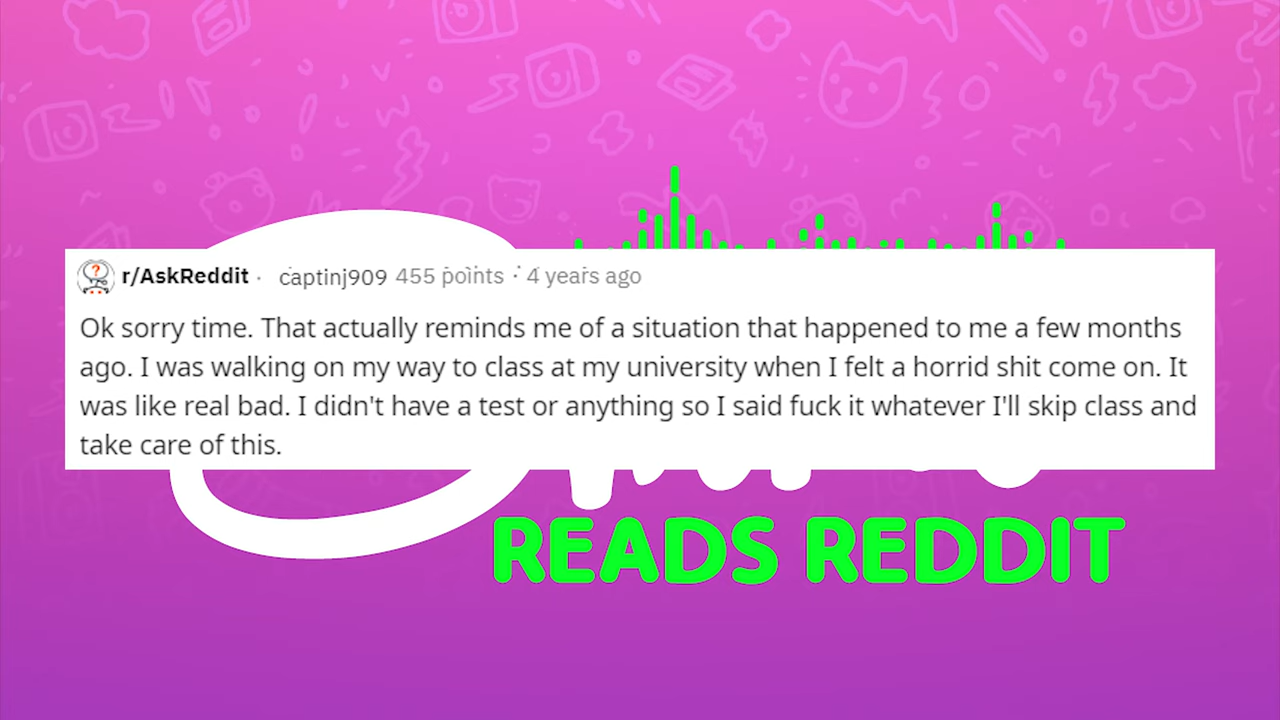 r/AskReddit · captinj909 455 points · 4 years ago
Ok sorry time. That actually reminds me of a situation that happened to me a few months
ago. I was walking on my way to class at my university when I felt a horrid shit come on. It
was like real bad. I didn't have a test or anything so I said fuck it whatever I'll skip class and
take care of this.
READS REDDIT